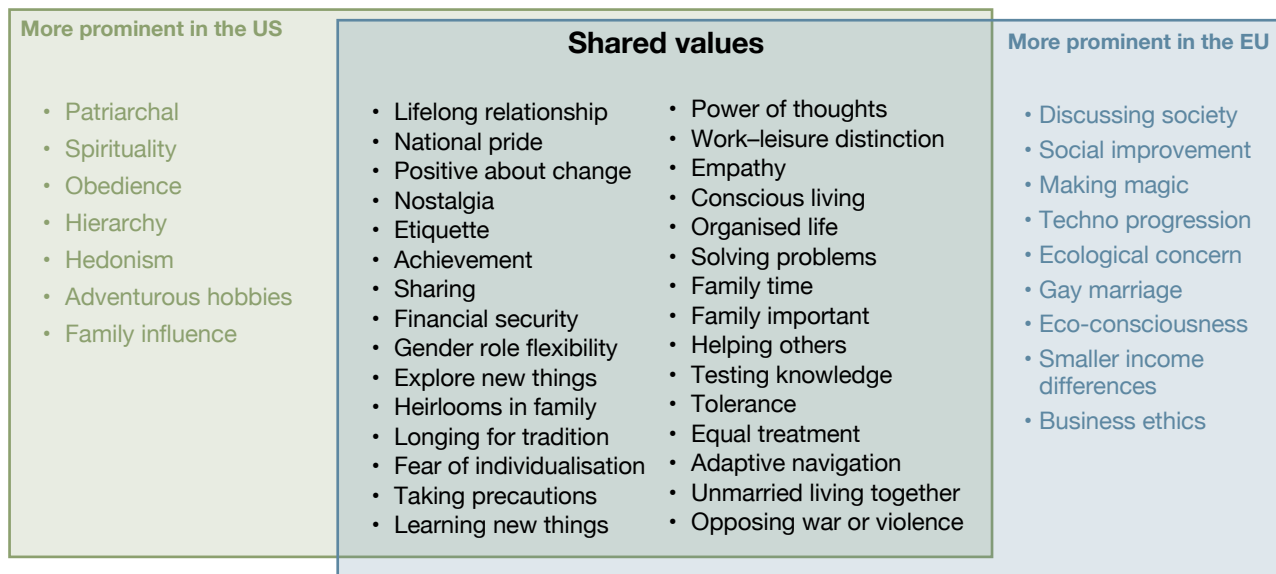 More prominent in the US
• Patriarchal
• Spirituality
• Obedience
• Hierarchy
• Hedonism
• Adventurous hobbies
• Family influence
Shared values
• Lifelong relationship
• National pride
• Positive about change
• Nostalgia
• Etiquette
• Achievement
• Sharing
• Financial security
• Gender role flexibility
• Explore new things
• Heirlooms in family
• Longing for tradition
• Fear of individualisation
• Taking precautions
• Learning new things
• Power of thoughts
• Work–leisure distinction
• Empathy
• Conscious living
• Organised life
• Solving problems
• Family time
• Family important
• Helping others
• Testing knowledge
• Tolerance
• Equal treatment
• Adaptive navigation
• Unmarried living together
• Opposing war or violence
More prominent in the EU
• Discussing society
• Social improvement
• Making magic
• Techno progression
• Ecological concern
• Gay marriage
• Eco-consciousness
• Smaller income
differences
• Business ethics